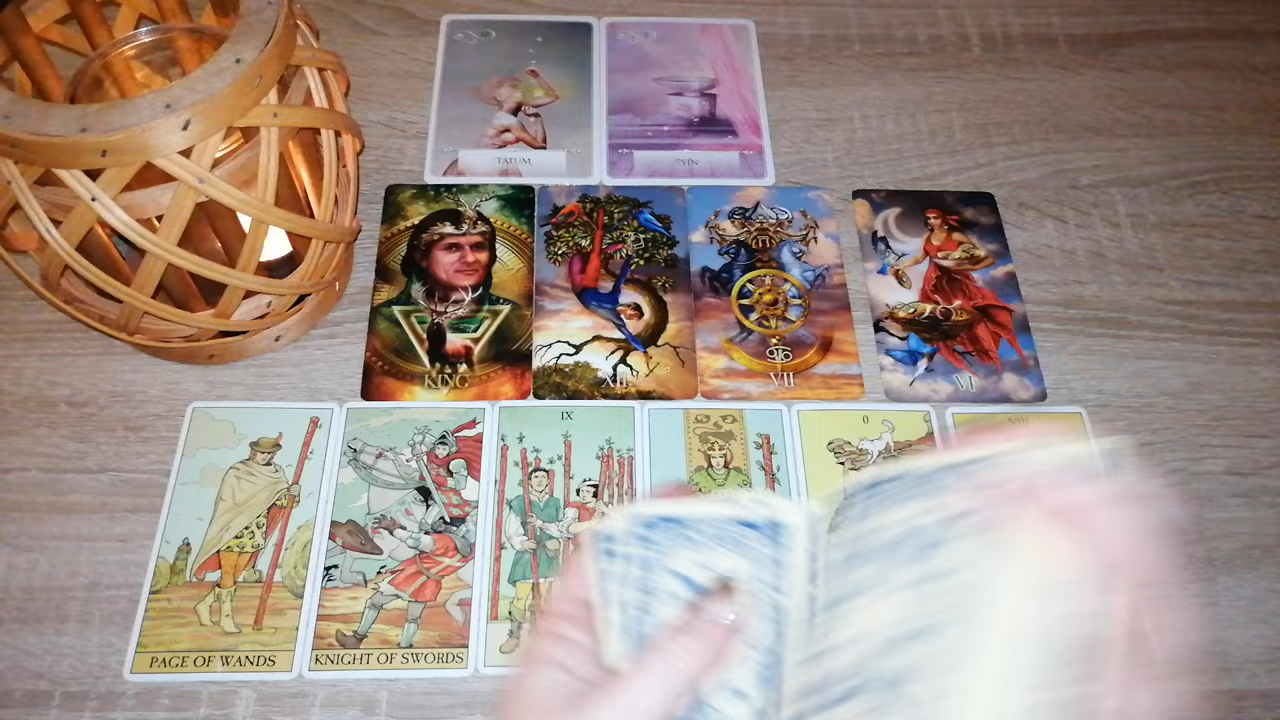 TATUM
YIN
KING
XII
VII
VI
IX
0
PAGE OF WANDS
KNIGHT OF SWORDS